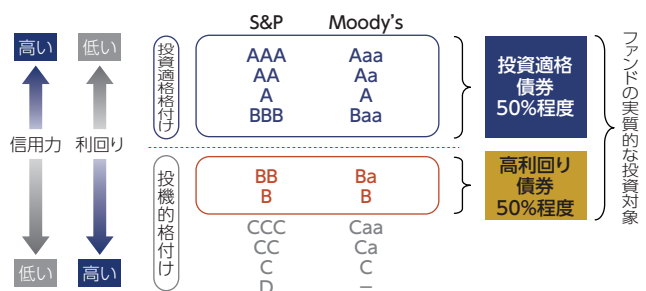 S&P Moody's
高い 低い
信用力 利回り
低い 高い
投資適格格付け
AAA Aaa
AA Aa
A A
BBB Baa
投資適格
債券
50%程度
投機的格付け
BB Ba
B B
高利回り
債券
50%程度
CCC Caa
CC Ca
C C
D –
ファンドの実質的な投資対象